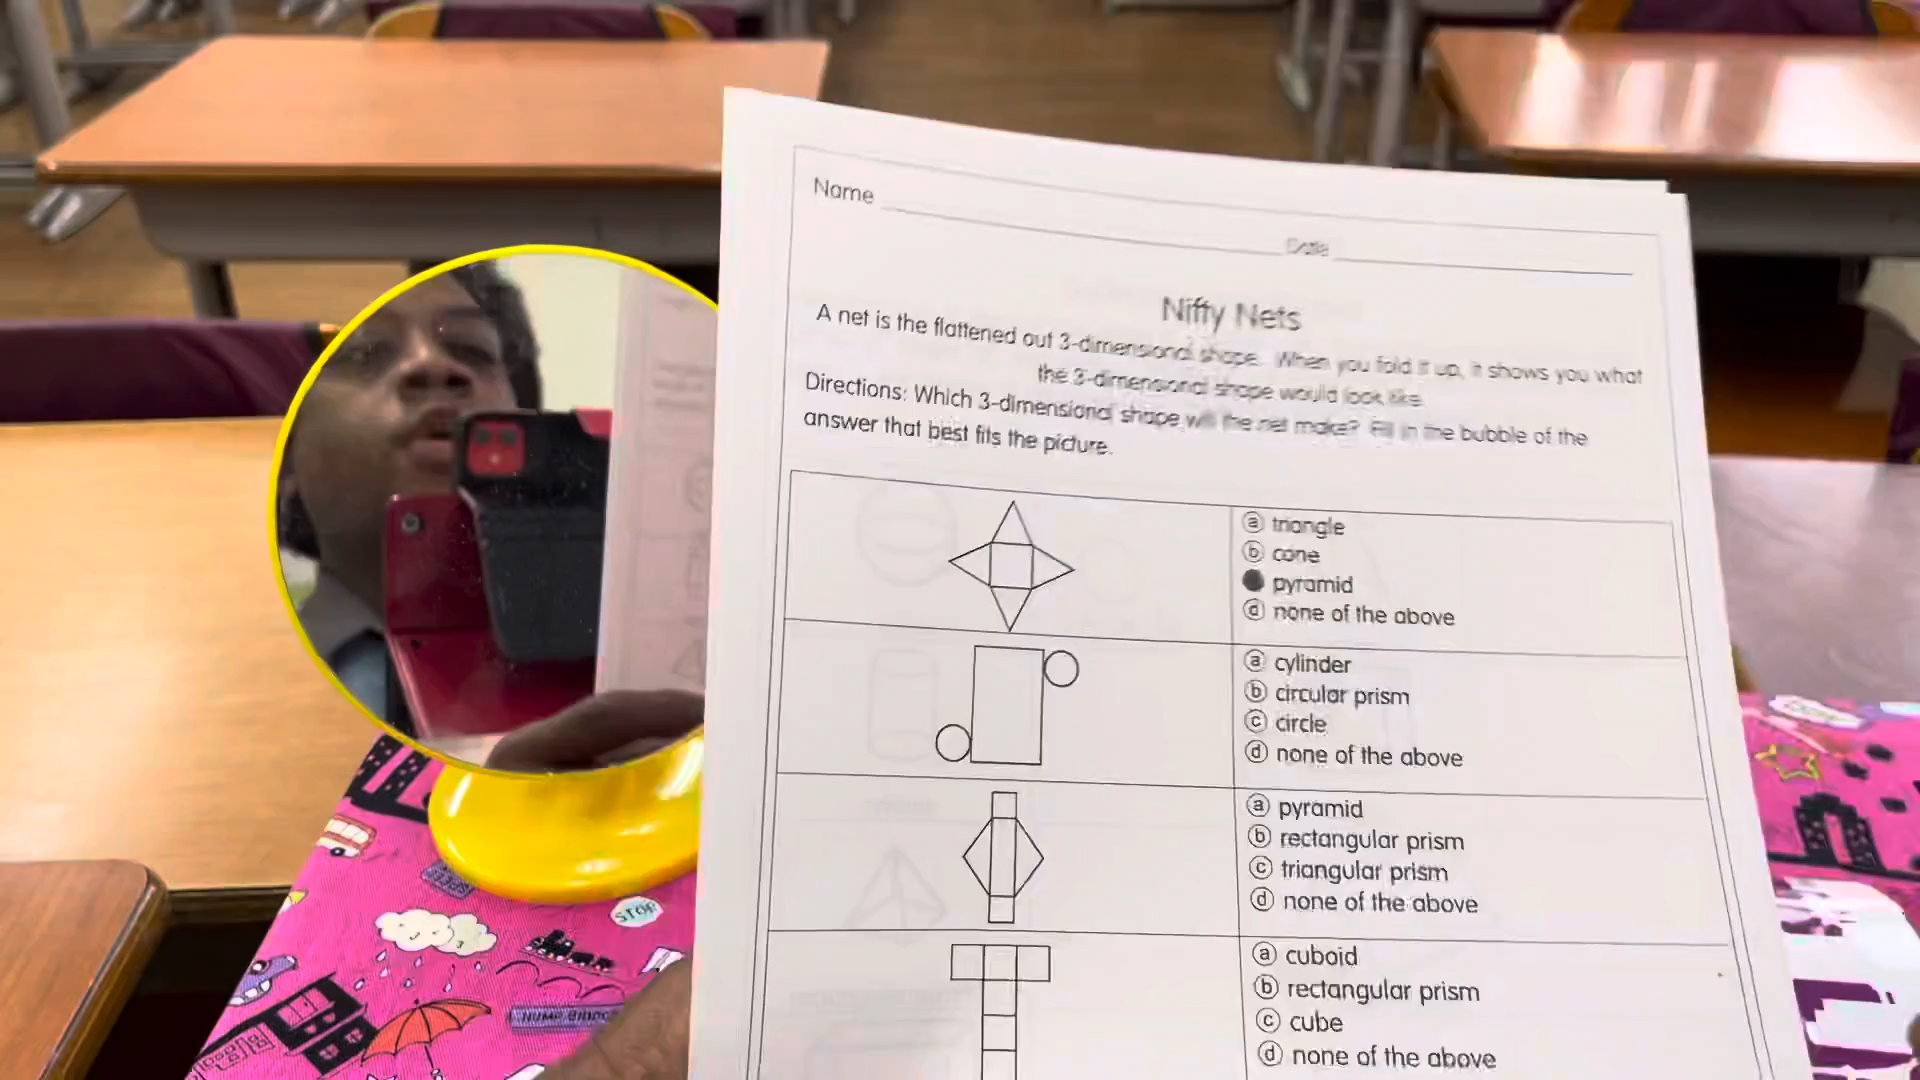 Name Date
Nifty Nets
A net is the flattened out 3-dimensional shape. When you fold it up, it shows you what
the 3-dimensional shape would look like.
Directions: Which 3-dimensional shape will the net make? Fill in the bubble of the
answer that best fits the picture.
a triangle
b cone
pyramid
d none of the above
a cylinder
b circular prism
c circle
d none of the above
a pyramid
b rectangular prism
c triangular prism
d none of the above
a cuboid
b rectangular prism
c cube
d none of the above
STOP